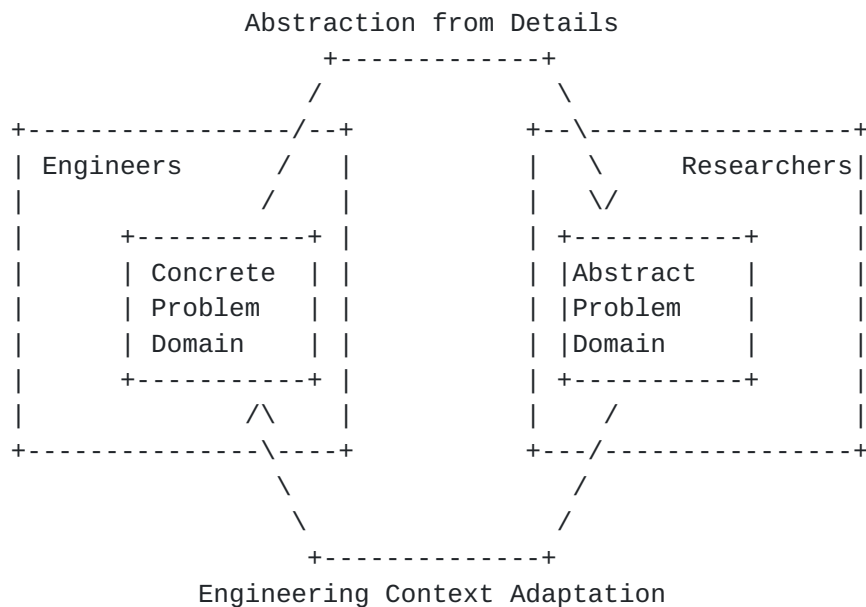 Abstraction from Details
Engineers
Researchers
Concrete
Problem
Domain
Abstract
Problem
Domain
Engineering Context Adaptation